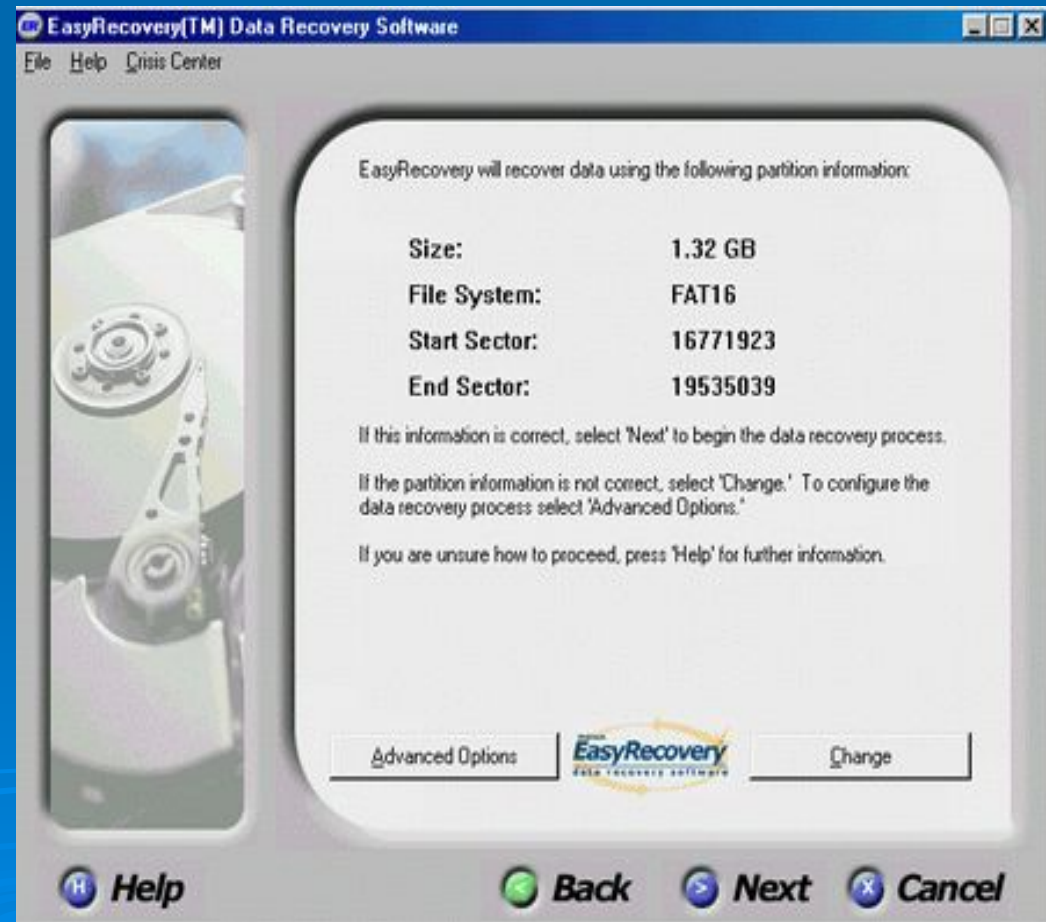 EasyRecovery(TM) Data Recovery Software
File Help Crisis Center
EasyRecovery will recover data using the following partition information:
Size: 1.32 GB
File System: FAT16
Start Sector: 16771923
End Sector: 19535039
If this information is correct, select 'Next' to begin the data recovery process.
If the partition information is not correct, select 'Change.' To configure the
data recovery process select 'Advanced Options.'
If you are unsure how to proceed, press 'Help' for further information.
Advanced Options
EasyRecovery
data recovery software
Change
H Help
< Back
> Next
X Cancel